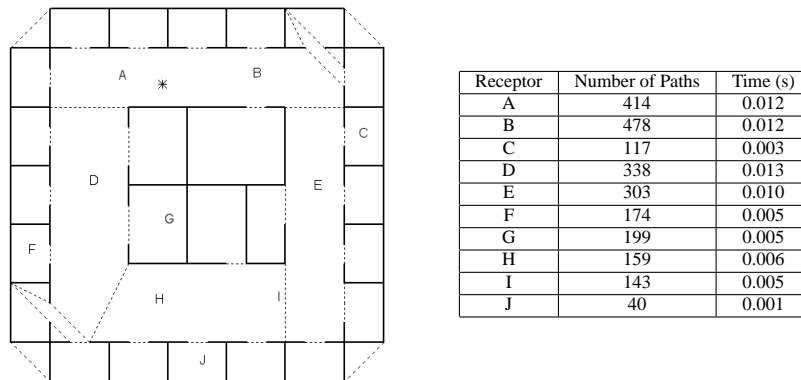 A
B
C
D
E
G
F
H
I
J
Receptor Number of Paths Time (s)
A 414 0.012
B 478 0.012
C 117 0.003
D 338 0.013
E 303 0.010
F 174 0.005
G 199 0.005
H 159 0.006
I 143 0.005
J 40 0.001